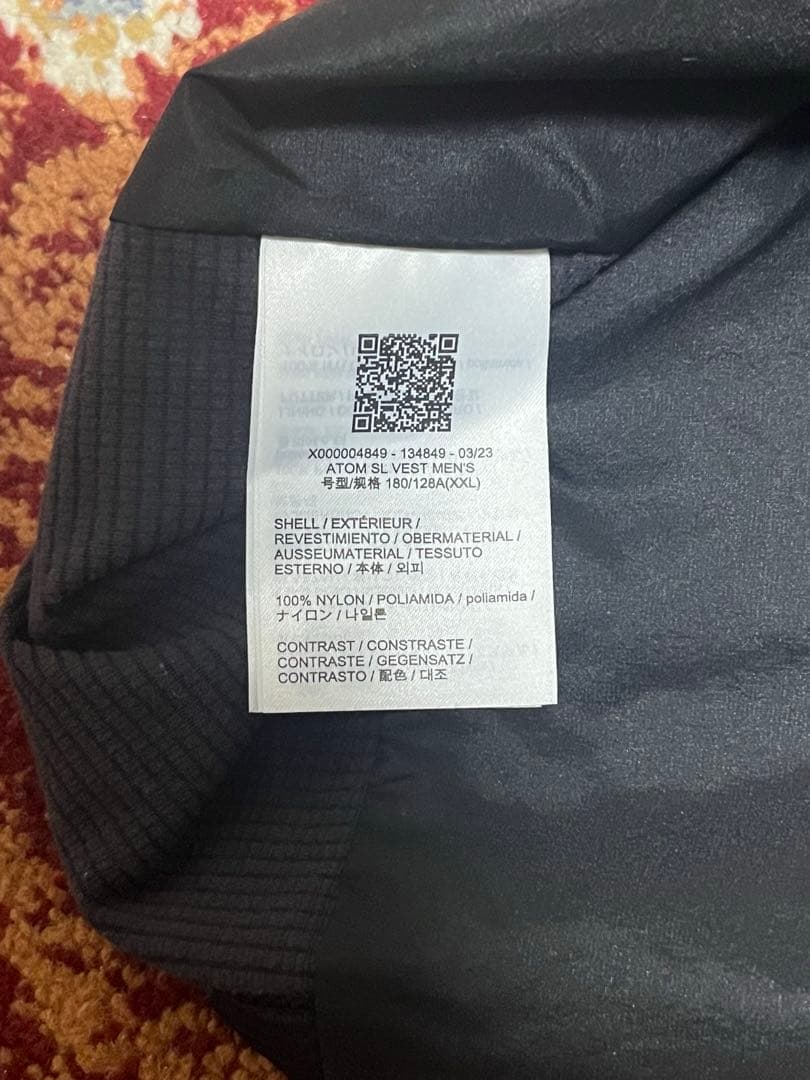 X000004849 - 134849 - 03/23
ATOM SL VEST MEN'S
号型/规格 180/128A(XXL)
SHELL / EXTÉRIEUR /
REVESTIMIENTO / OBERMATERIAL /
AUSSEUMATERIAL / TESSUTO
ESTERNO / 本体 / 외피
100% NYLON / POLIAMIDA / poliamida /
ナイロン / 나일론
CONTRAST / CONSTRASTE /
CONTRASTE / GEGENSATZ /
CONTRASTO / 配色 / 대조